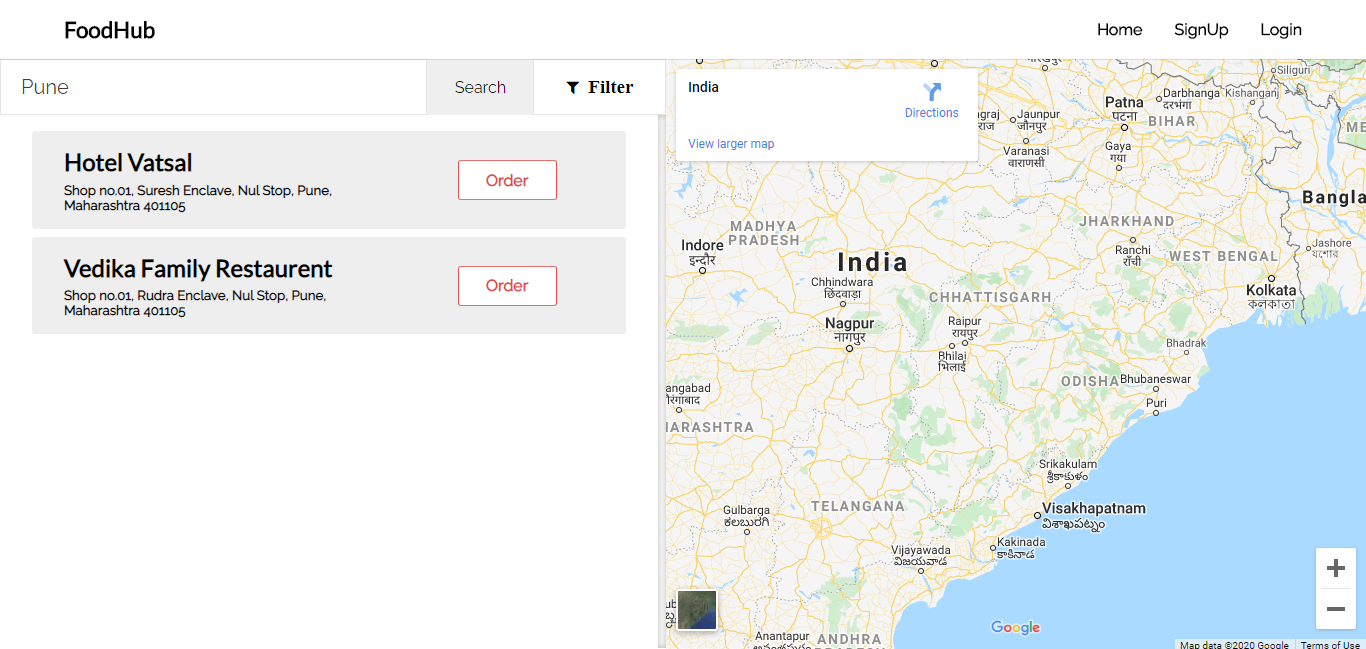 FoodHub
Home
SignUp
Login
Pune
Search
Filter
Hotel Vatsal
Shop no.01, Suresh Enclave, Nul Stop, Pune,
Maharashtra 401105
Order
Vedika Family Restaurent
Shop no.01, Rudra Enclave, Nul Stop, Pune,
Maharashtra 401105
Order
India
Directions
View larger map
Siliguri
Patna
पटना
Darbhanga
दरभंगा
Kishanganj
BIHAR
Jaunpur
जौनपुर
Varanasi
वाराणसी
Gaya
गया
MADHYA
PRADESH
Indore
इन्दौर
India
JHARKHAND
Ranchi
राँची
WEST BENGAL
Jashore
যশোর
Kolkata
কলকাতা
Chhindwara
छिंदवाड़ा
CHHATTISGARH
Nagpur
नागपुर
Raipur
रायपुर
Bhilai
भिलाई
Bhadrak
ODISHA
Bhubaneswar
Puri
Srikakulam
శ్రీకాకుళం
TELANGANA
Gulbarga
ಕಲಬುರಗಿ
Visakhapatnam
విశాఖపట్నం
Kakinada
కాకినాడ
Vijayawada
విజయవాడ
Anantapur
ANDHRA
Google
Map data ©2020 Google
Terms of Use